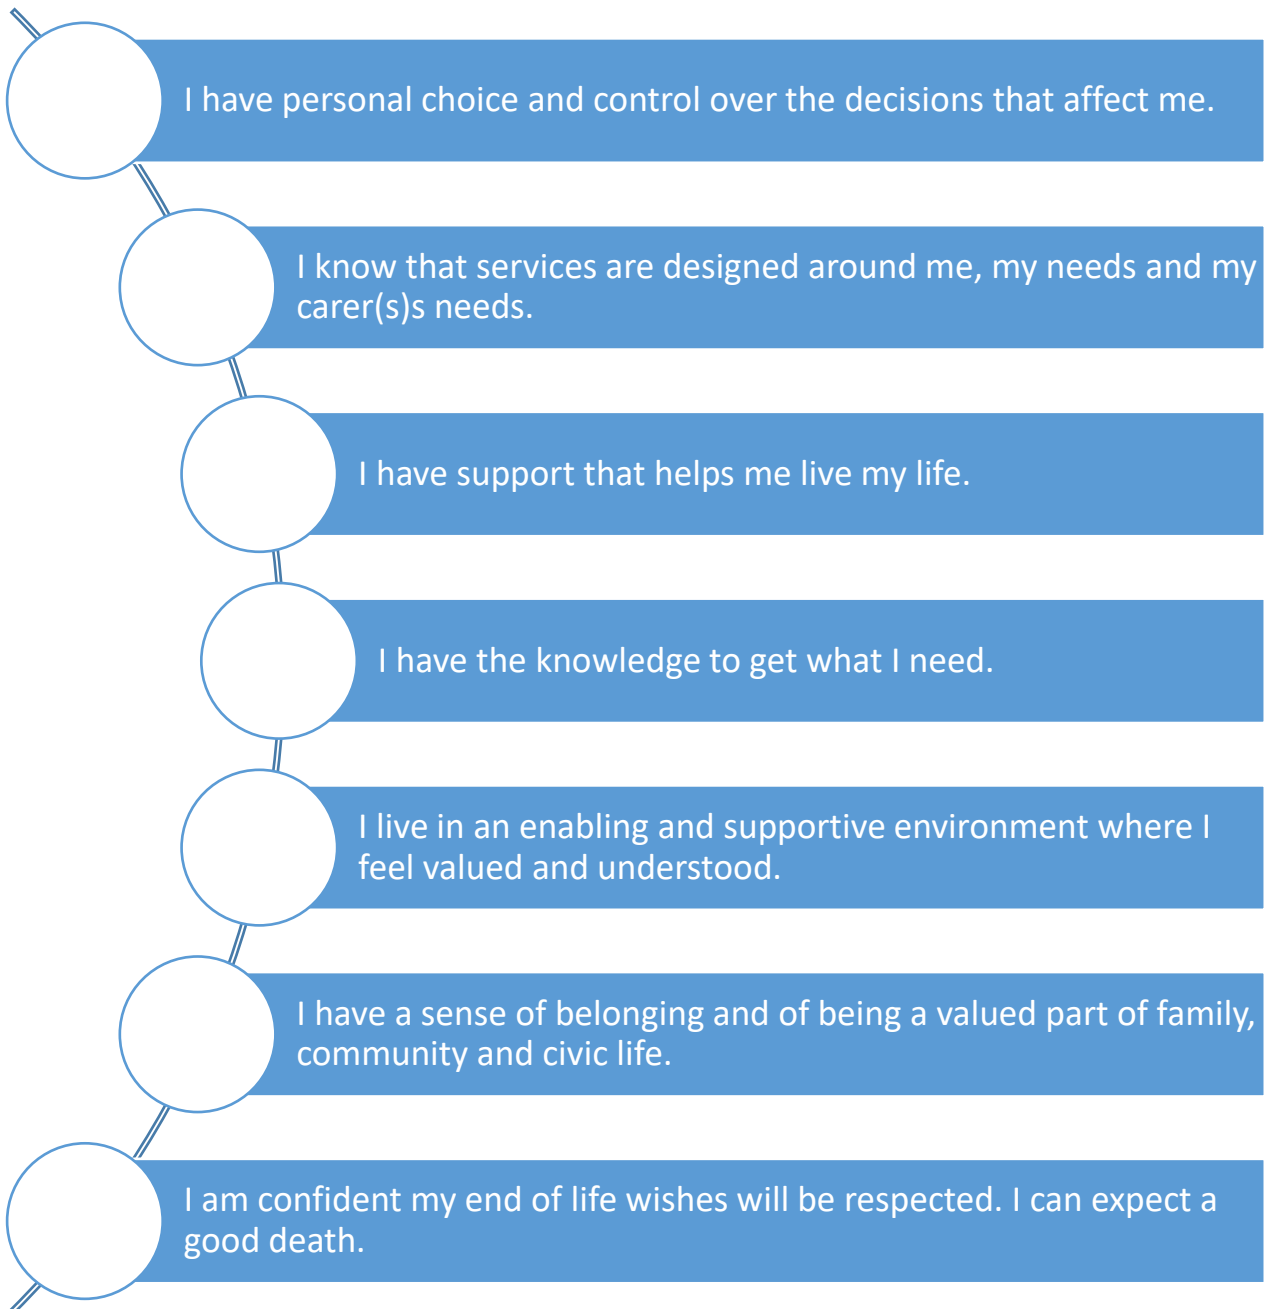 I have personal choice and control over the decisions that affect me.
I know that services are designed around me, my needs and my
carer(s)s needs.
I have support that helps me live my life.
I have the knowledge to get what I need.
I live in an enabling and supportive environment where I
feel valued and understood.
I have a sense of belonging and of being a valued part of family,
community and civic life.
I am confident my end of life wishes will be respected. I can expect a
good death.